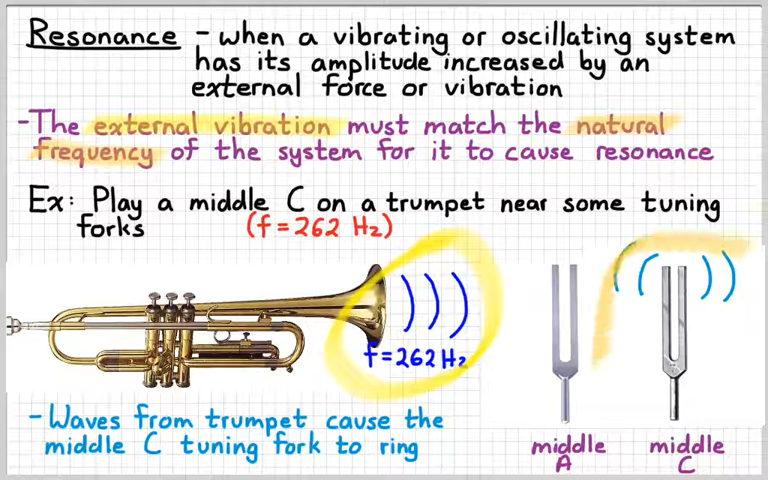 Resonance - when a vibrating or oscillating system
has its amplitude increased by an
external force or vibration
- The external vibration must match the natural
frequency of the system for it to cause resonance
Ex: Play a middle C on a trumpet near some tuning
forks (f = 262 Hz)
f = 262 Hz
- Waves from trumpet cause the
middle C tuning fork to ring
middle
A
middle
C